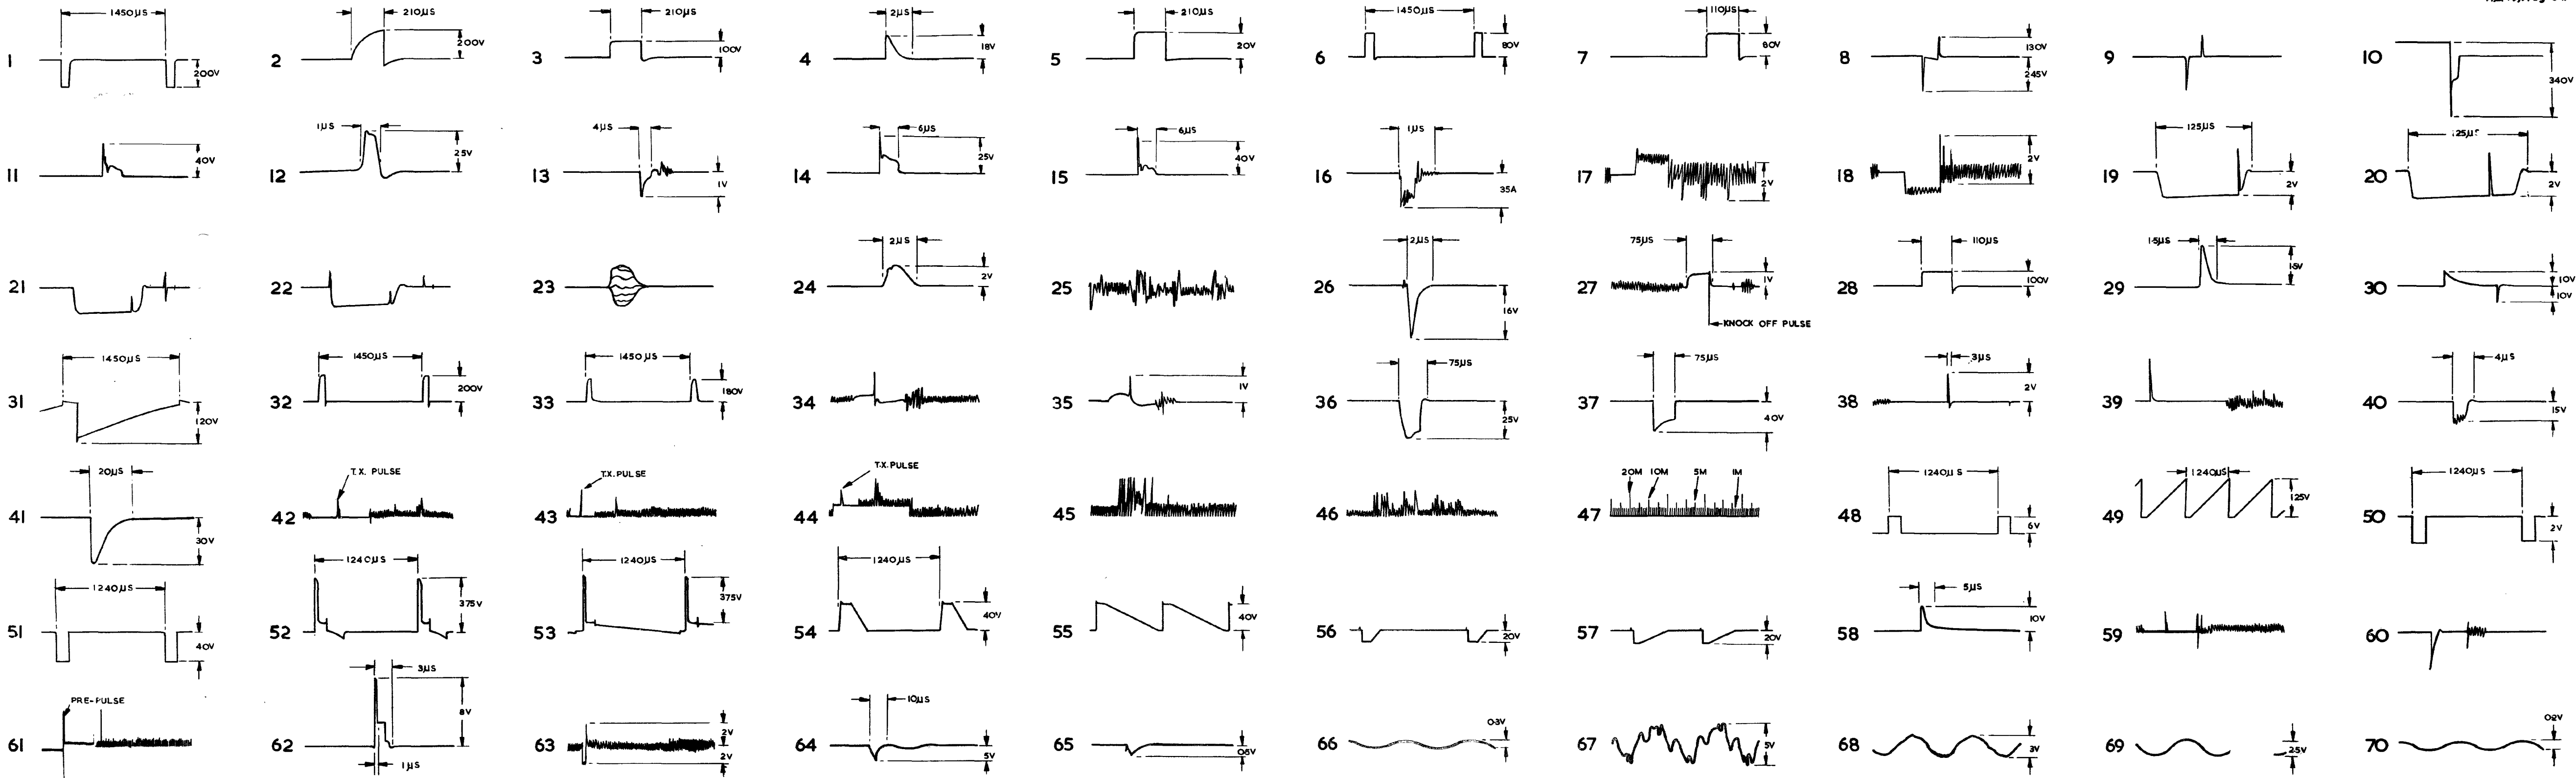 1 1450µS 200V
2 210µS 200V
3 210µS 100V
4 2µS 18V
5 210µS 20V
6 1450µS 80V
7 110µS 60V
8 130V 245V
9
10 340V
11 40V
12 1µS 25V
13 4µS 1V
14 6µS 25V
15 6µS 40V
16 1µS 35A
17 2V
18 2V
19 125µS 2V
20 125µS 2V
21
22
23
24 2µS 2V
25
26 2µS 16V
27 75µS 1V KNOCK OFF PULSE
28 110µS 100V
29 1·5µS 15V
30 10V 10V
31 1450µS 120V
32 1450µS 200V
33 1450µS 180V
34
35 1V
36 75µS 25V
37 75µS 40V
38 3µS 2V
39
40 4µS 15V
41 20µS 30V
42 T.X. PULSE
43 T.X. PULSE
44 T.X. PULSE
45
46
47 20M 10M 5M 1M
48 1240µS 6V
49 1240µS 125V
50 1240µS 2V
51 1240µS 40V
52 1240µS 375V
53 1240µS 375V
54 1240µS 40V
55 40V
56 20V
57 20V
58 5µS 10V
59
60
61 PRE-PULSE
62 3µS 8V 1µS
63 2V 2V
64 10µS 5V
65 0·5V
66 0·3V
67 5V
68 3V
69 25V
70 0·2V